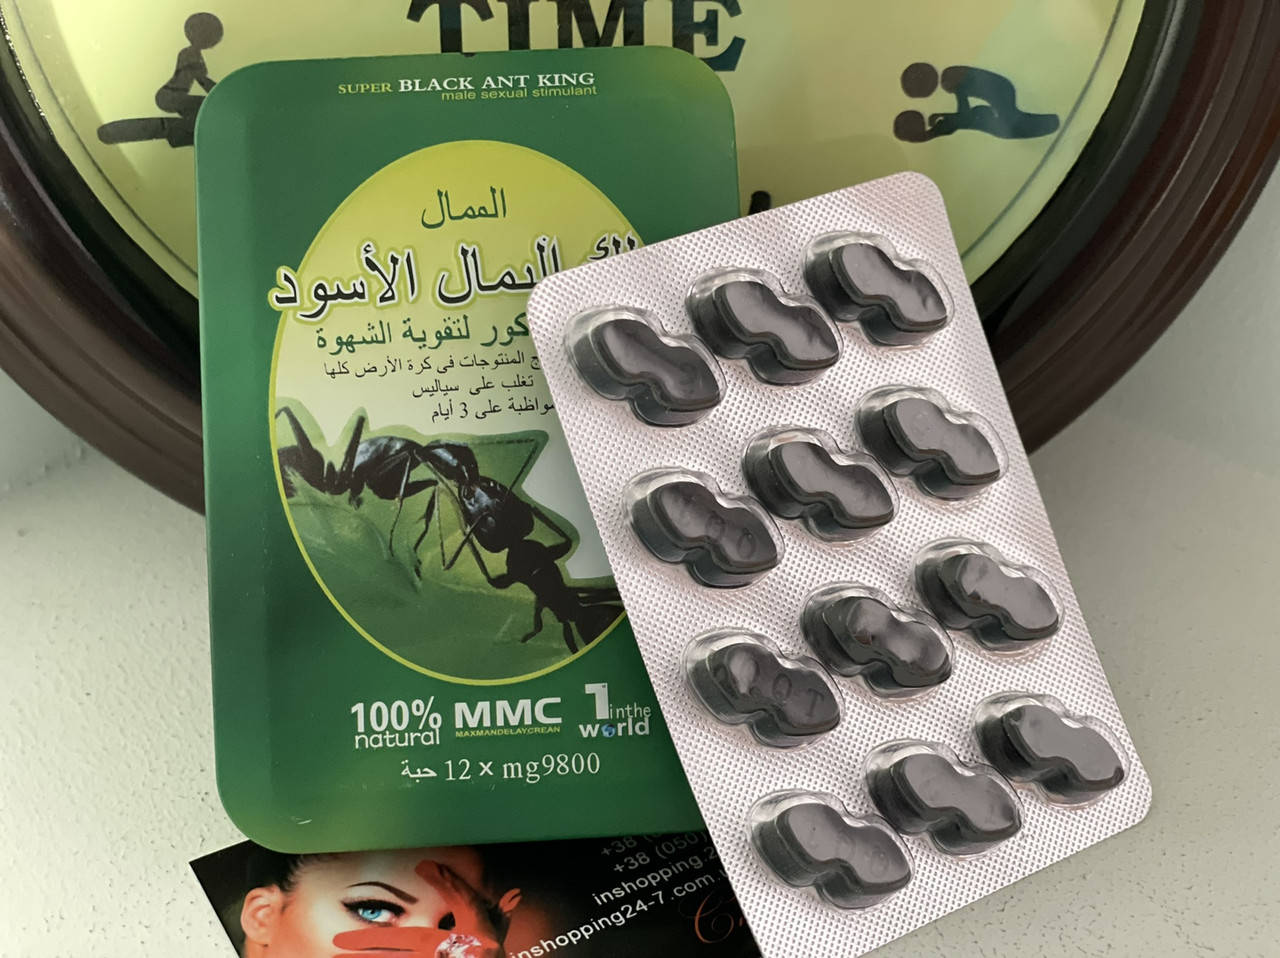 TIME
SUPER BLACK ANT KING
male sexual stimulant
النمال الأسود
لتقوية الشهوة
المنتوجات في كرة الأرض كلها
تغلب على سياليس
على 3 أيام
100% natural
MMC
MAXMANDELAYCREAN
1 in the world
12 x mg9800 حبة
+38
+38 (050)
inshopping
inshopping24-7.com.u